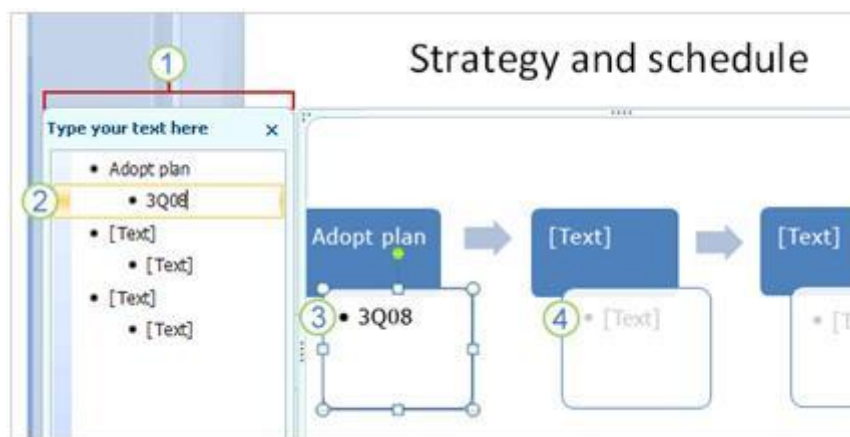 Strategy and schedule
1
Type your text here x
• Adopt plan
2
• 3Q08
• [Text]
• [Text]
• [Text]
• [Text]
Adopt plan
[Text]
[Text]
3
• 3Q08
4
• [Text]